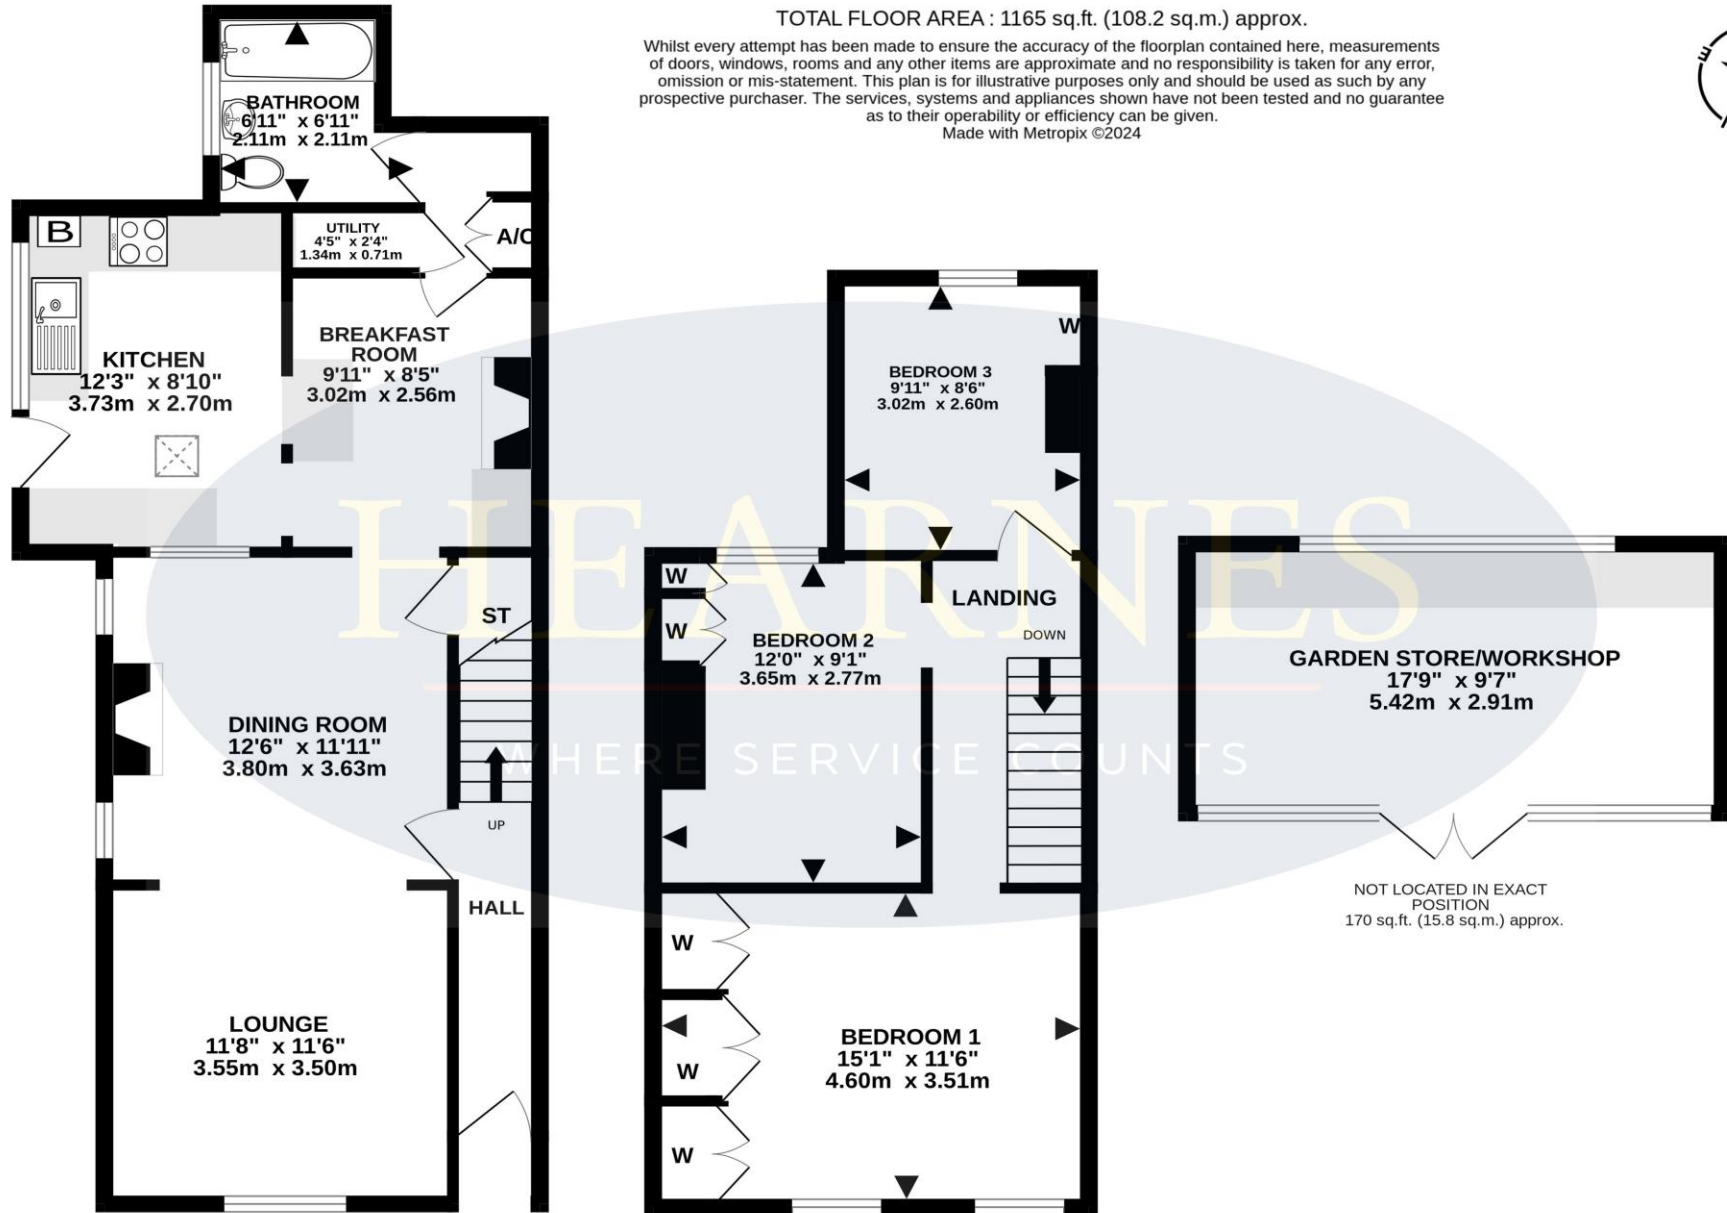 TOTAL FLOOR AREA : 1165 sq.ft. (108.2 sq.m.) approx.
Whilst every attempt has been made to ensure the accuracy of the floorplan contained here, measurements
of doors, windows, rooms and any other items are approximate and no responsibility is taken for any error,
omission or mis-statement. This plan is for illustrative purposes only and should be used as such by any
prospective purchaser. The services, systems and appliances shown have not been tested and no guarantee
as to their operability or efficiency can be given.
Made with Metropix ©2024
E
BATHROOM
6'11" x 6'11"
2.11m x 2.11m
B
UTILITY
4'5" x 2'4"
1.34m x 0.71m
A/C
KITCHEN
12'3" x 8'10"
3.73m x 2.70m
BREAKFAST
ROOM
9'11" x 8'5"
3.02m x 2.56m
ST
DINING ROOM
12'6" x 11'11"
3.80m x 3.63m
UP
HALL
LOUNGE
11'8" x 11'6"
3.55m x 3.50m
W
BEDROOM 3
9'11" x 8'6"
3.02m x 2.60m
W
W
LANDING
DOWN
BEDROOM 2
12'0" x 9'1"
3.65m x 2.77m
W
W
W
BEDROOM 1
15'1" x 11'6"
4.60m x 3.51m
GARDEN STORE/WORKSHOP
17'9" x 9'7"
5.42m x 2.91m
NOT LOCATED IN EXACT
POSITION
170 sq.ft. (15.8 sq.m.) approx.
HEARNES
WHERE SERVICE COUNTS